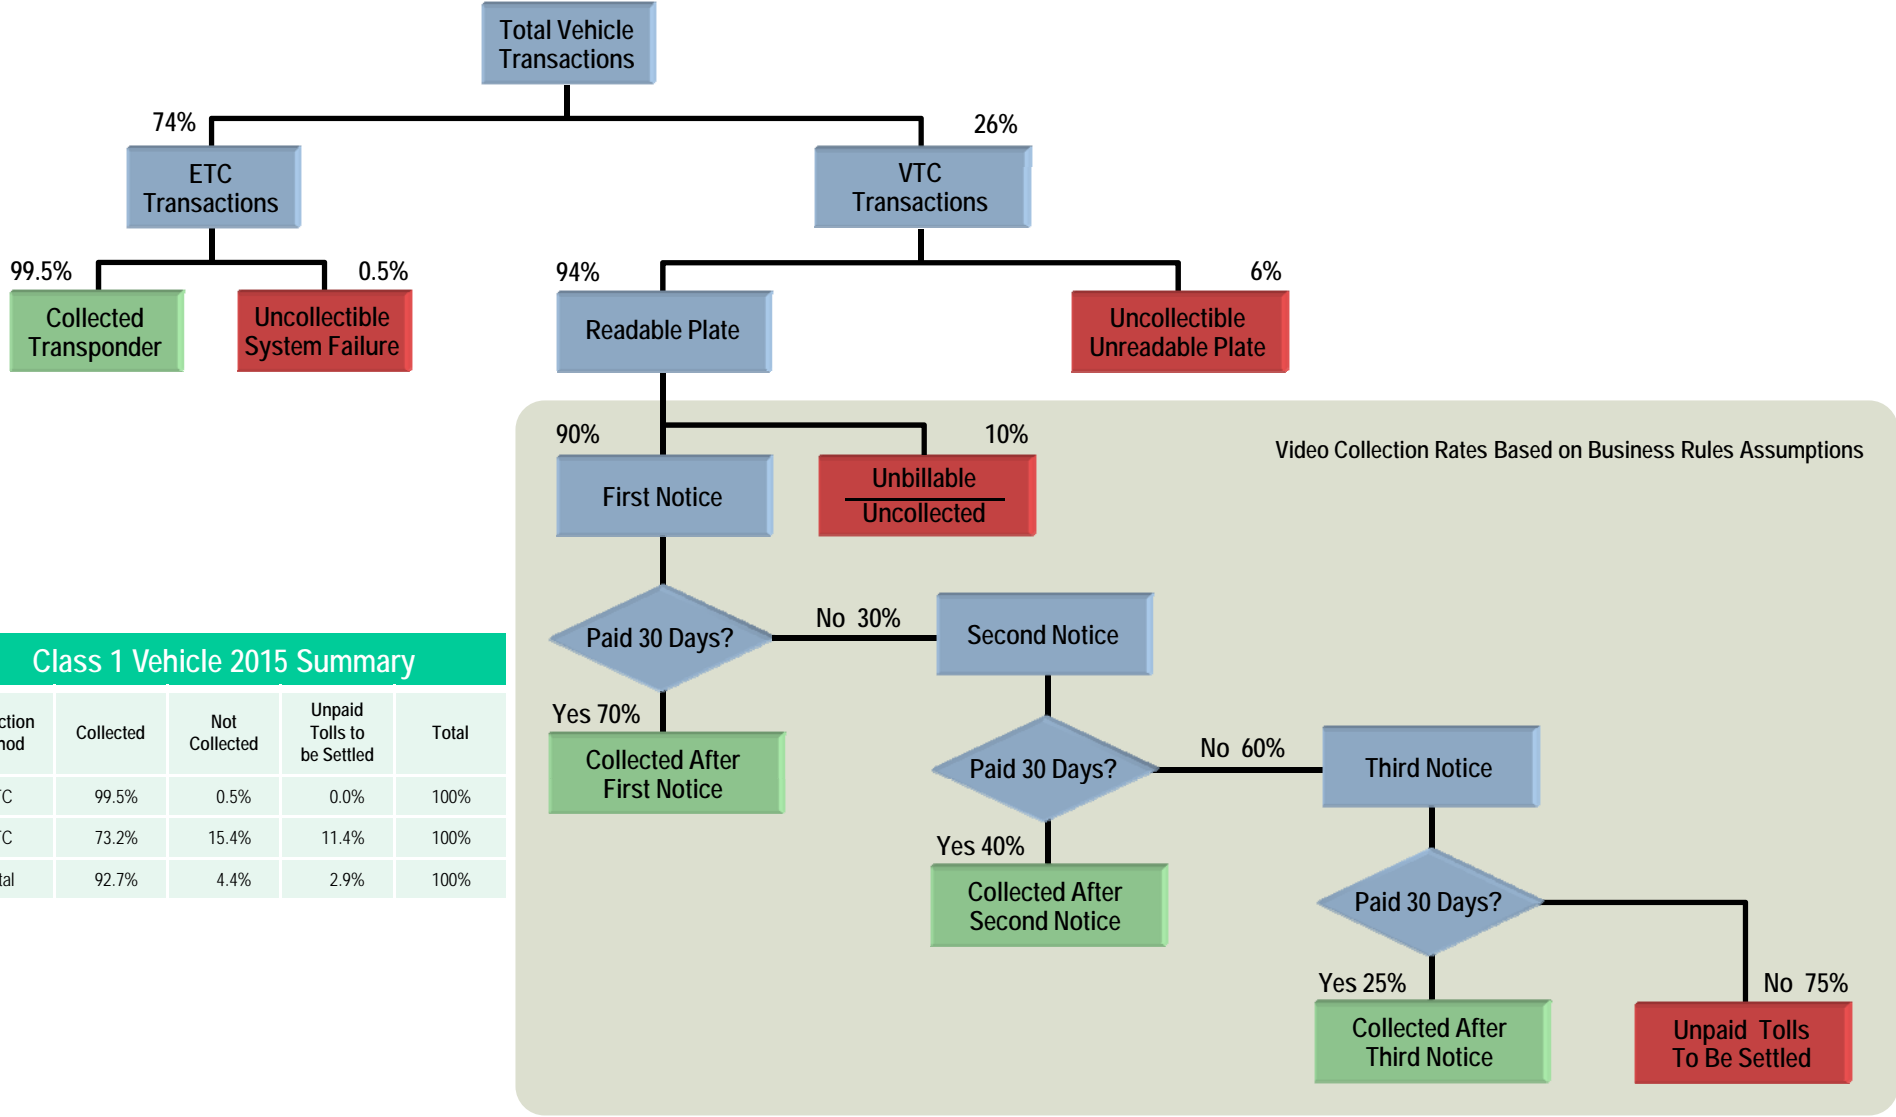 Total Vehicle
Transactions
74%
26%
ETC
Transactions
VTC
Transactions
99.5%
0.5%
94%
6%
Collected
Transponder
Uncollectible
System Failure
Readable Plate
Uncollectible
Unreadable Plate
90%
10%
Video Collection Rates Based on Business Rules Assumptions
First Notice
Unbillable
Uncollected
Paid 30 Days?
No 30%
Second Notice
Yes 70%
Collected After
First Notice
Paid 30 Days?
No 60%
Third Notice
Yes 40%
Collected After
Second Notice
Paid 30 Days?
Yes 25%
No 75%
Collected After
Third Notice
Unpaid Tolls
To Be Settled
Class 1 Vehicle 2015 Summary
Collected
Not
Collected
Unpaid
Tolls to
be Settled
Total
99.5% 0.5% 0.0% 100%
73.2% 15.4% 11.4% 100%
92.7% 4.4% 2.9% 100%